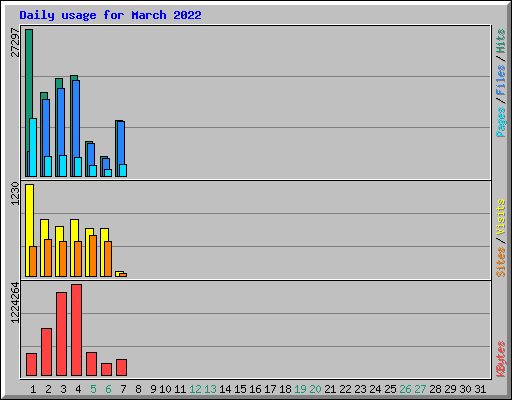 Daily usage for March 2022
27297
1230
1224264
Pages / Files / Hits
Sites / Visits
KBytes
1 2 3 4 5 6 7 8 9 10 11 12 13 14 15 16 17 18 19 20 21 22 23 24 25 26 27 28 29 30 31